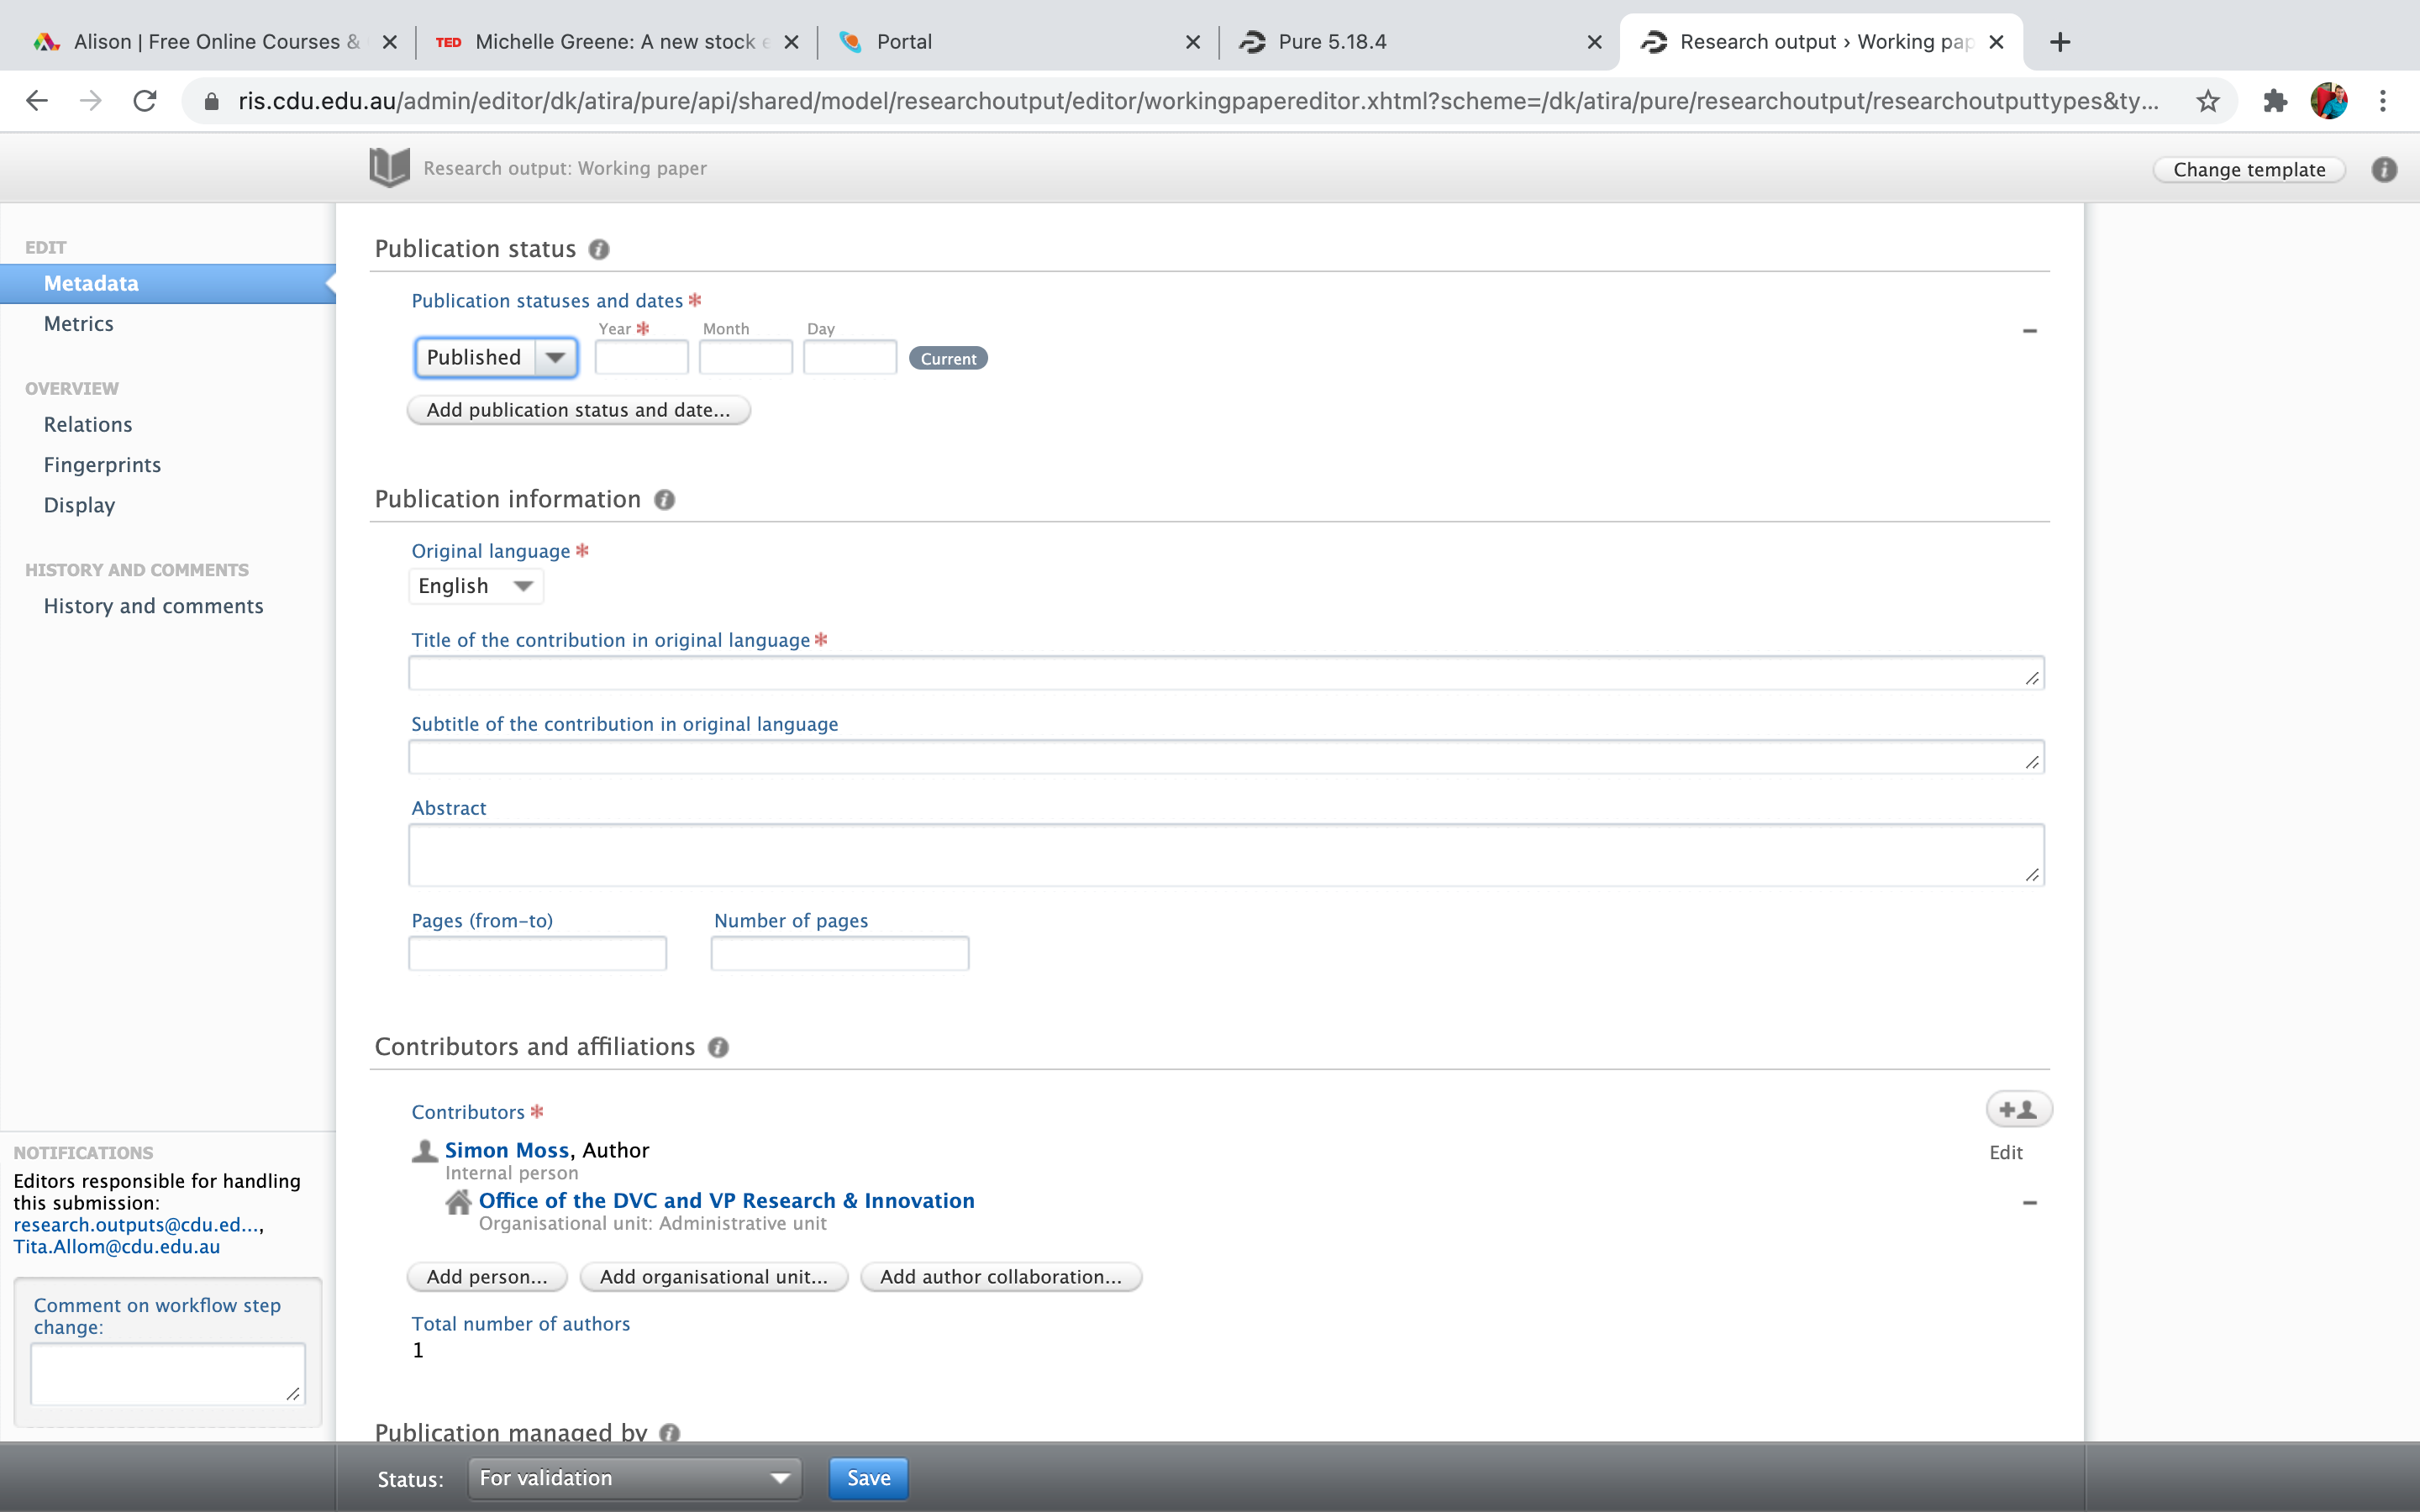 Alison | Free Online Courses &
TED Michelle Greene: A new stock e
Portal
Pure 5.18.4
Research output › Working pap
ris.cdu.edu.au/admin/editor/dk/atira/pure/api/shared/model/researchoutput/editor/workingpapereditor.xhtml?scheme=/dk/atira/pure/researchoutput/researchoutputtypes&ty...
Research output: Working paper
Change template
EDIT
Metadata
Metrics
OVERVIEW
Relations
Fingerprints
Display
HISTORY AND COMMENTS
History and comments
NOTIFICATIONS
Editors responsible for handling
this submission:
research.outputs@cdu.ed...,
Tita.Allom@cdu.edu.au
Comment on workflow step
change:
Publication status
Publication statuses and dates *
Year * Month Day
Published Current
Add publication status and date...
Publication information
Original language *
English
Title of the contribution in original language *
Subtitle of the contribution in original language
Abstract
Pages (from-to) Number of pages
Contributors and affiliations
Contributors *
Simon Moss, Author
Edit
Internal person
Office of the DVC and VP Research & Innovation
Organisational unit: Administrative unit
Add person... Add organisational unit... Add author collaboration...
Total number of authors
1
Publication managed by
Status: For validation Save